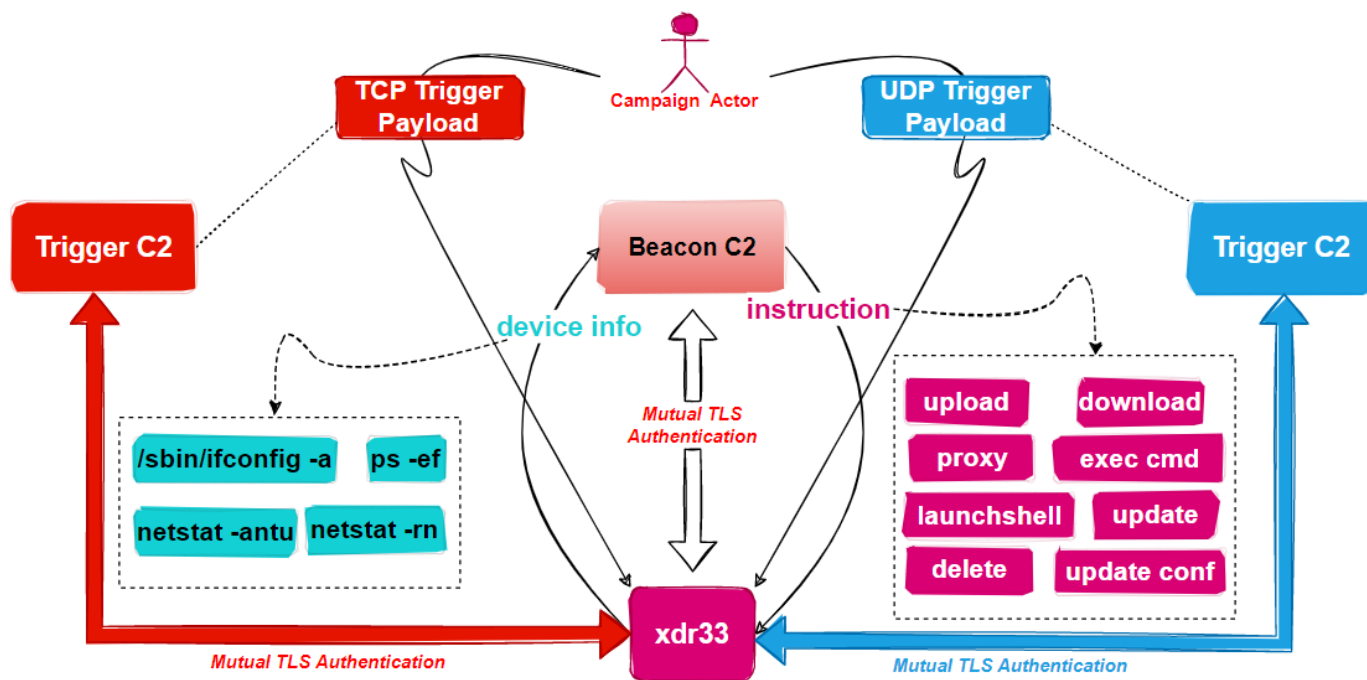 TCP Trigger
Payload
Campaign Actor
UDP Trigger
Payload
Trigger C2
Beacon C2
Trigger C2
device info
instruction
Mutual TLS
Authentication
/sbin/ifconfig -a
ps -ef
netstat -antu
netstat -rn
upload
download
proxy
exec cmd
launchshell
update
delete
update conf
xdr33
Mutual TLS Authentication
Mutual TLS Authentication